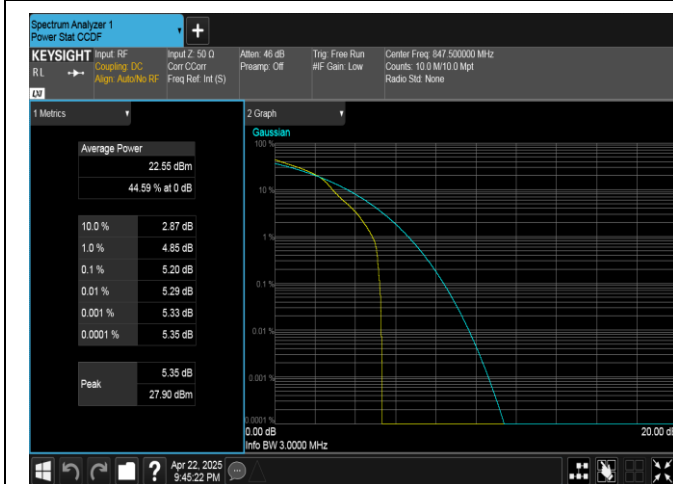 Spectrum Analyzer 1
Power Stat CCDF
+
KEYSIGHT
RL
LXI
Input: RF
Coupling: DC
Align: Auto/No RF
Input Z: 50 Ω
Corr CCorr
Freq Ref: Int (S)
Atten: 46 dB
Preamp: Off
Trig: Free Run
#IF Gain: Low
Center Freq: 847.500000 MHz
Counts: 10.0 M/10.0 Mpt
Radio Std: None
1 Metrics
Average Power
22.55 dBm
44.59 % at 0 dB
10.0 % 2.87 dB
1.0 % 4.85 dB
0.1 % 5.20 dB
0.01 % 5.29 dB
0.001 % 5.33 dB
0.0001 % 5.35 dB
Peak
5.35 dB
27.90 dBm
2 Graph
Gaussian
100 %
10 %
1 %
0.1 %
0.01 %
0.001 %
0.0001 %
0.00 dB
20.00 dB
Info BW 3.0000 MHz
?
Apr 22, 2025
9:45:22 PM